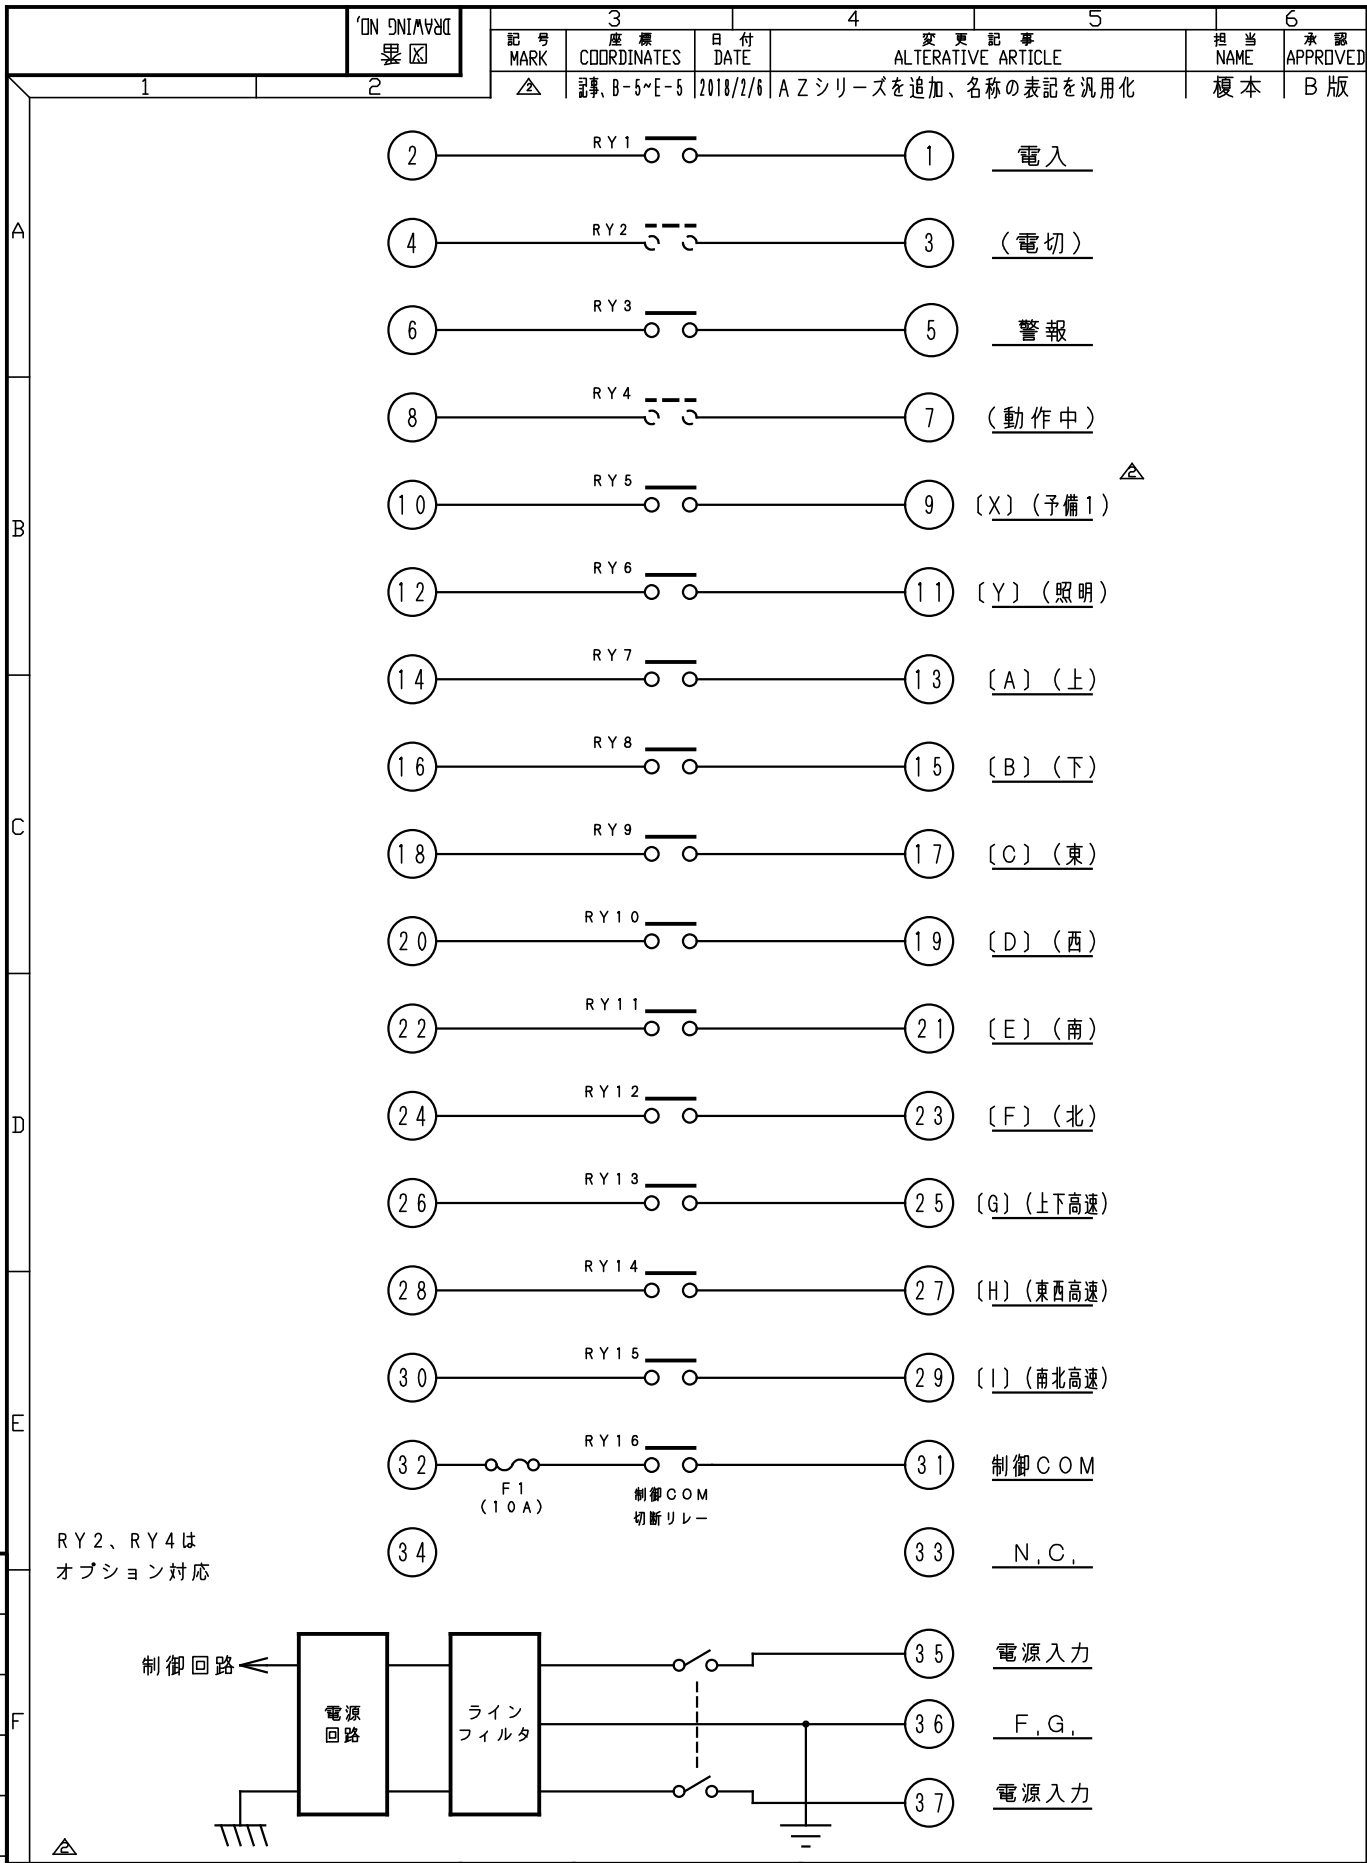 DRAWING NO,
図番
3 4 5 6
記号 座標 日付 変更記事 担当 承認
MARK COORDINATES DATE ALTERATIVE ARTICLE NAME APPROVED
1 2
2 記事、B-5~E-5 2018/2/6 AZシリーズを追加、名称の表記を汎用化 榎本 B版
2 RY1 1 電入
A
4 RY2 3 (電切)
6 RY3 5 警報
8 RY4 7 (動作中)
2
10 RY5 9 〔X〕(予備1)
B
12 RY6 11 〔Y〕(照明)
14 RY7 13 〔A〕(上)
16 RY8 15 〔B〕(下)
C
18 RY9 17 〔C〕(東)
20 RY10 19 〔D〕(西)
22 RY11 21 〔E〕(南)
D
24 RY12 23 〔F〕(北)
26 RY13 25 〔G〕(上下高速)
28 RY14 27 〔H〕(東西高速)
30 RY15 29 〔I〕(南北高速)
E
32 RY16 31 制御COM
F1
(10A)
制御COM
切断リレー
RY2、RY4は
オプション対応
34 33 N,C,
35 電源入力
制御回路
電源
回路
ライン
フィルタ
F
36 F,G,
37 電源入力
2